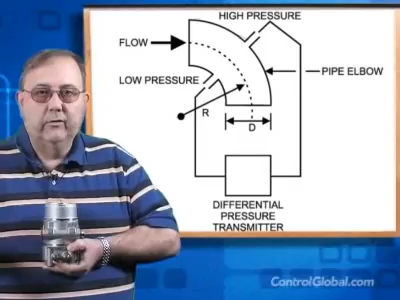 HIGH PRESSURE
FLOW
LOW PRESSURE
PIPE ELBOW
R
D
DIFFERENTIAL
PRESSURE
TRANSMITTER
ControlGlobal.com